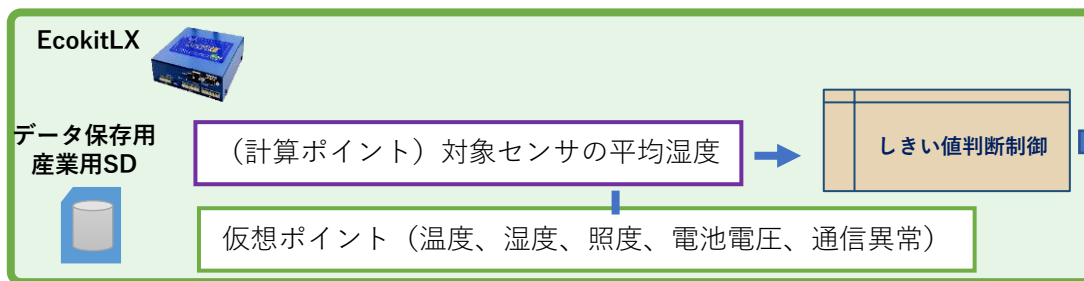 EcokitLX
データ保存用
産業用SD
（計算ポイント）対象センサの平均湿度
しきい値判断制御
仮想ポイント（温度、湿度、照度、電池電圧、通信異常）